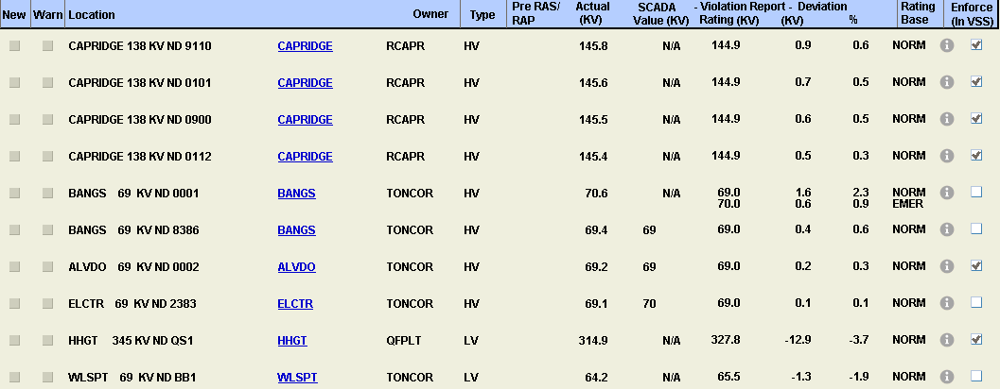 New Warn Location Owner Type Pre RAS/ RAP Actual (KV) SCADA Value (KV) - Violation Report - Deviation Rating (KV) (KV) % Rating Base Enforce (In VSS)
CAPRIDGE 138 KV ND 9110 CAPRIDGE RCAPR HV 145.8 N/A 144.9 0.9 0.6 NORM
CAPRIDGE 138 KV ND 0101 CAPRIDGE RCAPR HV 145.6 N/A 144.9 0.7 0.5 NORM
CAPRIDGE 138 KV ND 0900 CAPRIDGE RCAPR HV 145.5 N/A 144.9 0.6 0.5 NORM
CAPRIDGE 138 KV ND 0112 CAPRIDGE RCAPR HV 145.4 N/A 144.9 0.5 0.3 NORM
BANGS 69 KV ND 0001 BANGS TONCOR HV 70.6 N/A 69.0 1.6 2.3 NORM
70.0 0.6 0.9 EMER
BANGS 69 KV ND 8386 BANGS TONCOR HV 69.4 69 69.0 0.4 0.6 NORM
ALVDO 69 KV ND 0002 ALVDO TONCOR HV 69.2 69 69.0 0.2 0.3 NORM
ELCTR 69 KV ND 2383 ELCTR TONCOR HV 69.1 70 69.0 0.1 0.1 NORM
HHGT 345 KV ND QS1 HHGT QFPLT LV 314.9 N/A 327.8 -12.9 -3.7 NORM
WLSPT 69 KV ND BB1 WLSPT TONCOR LV 64.2 N/A 65.5 -1.3 -1.9 NORM